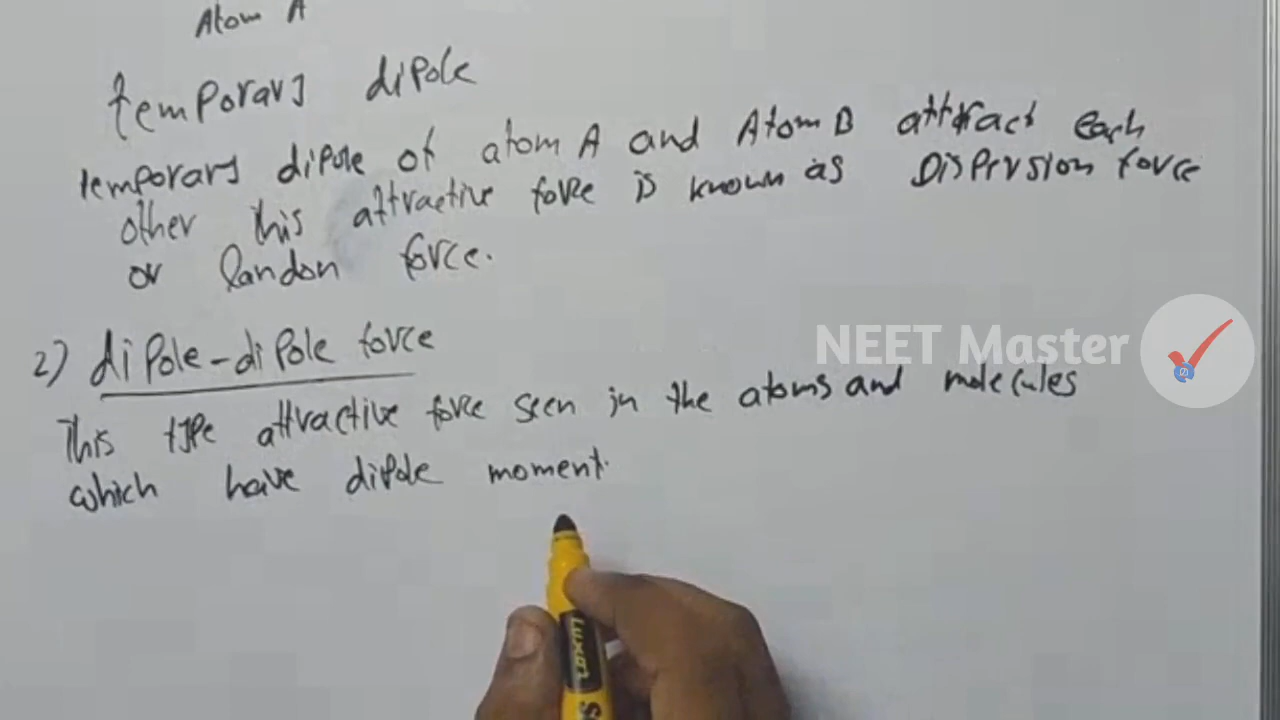 Atom A
temporary dipole
temporary dipole of atom A and Atom B attract each
other this attractive force is known as Dispersion force
or landon force.
2) dipole-dipole force
NEET Master
This type attractive force seen in the atoms and molecules
which have dipole moment.
Luxor